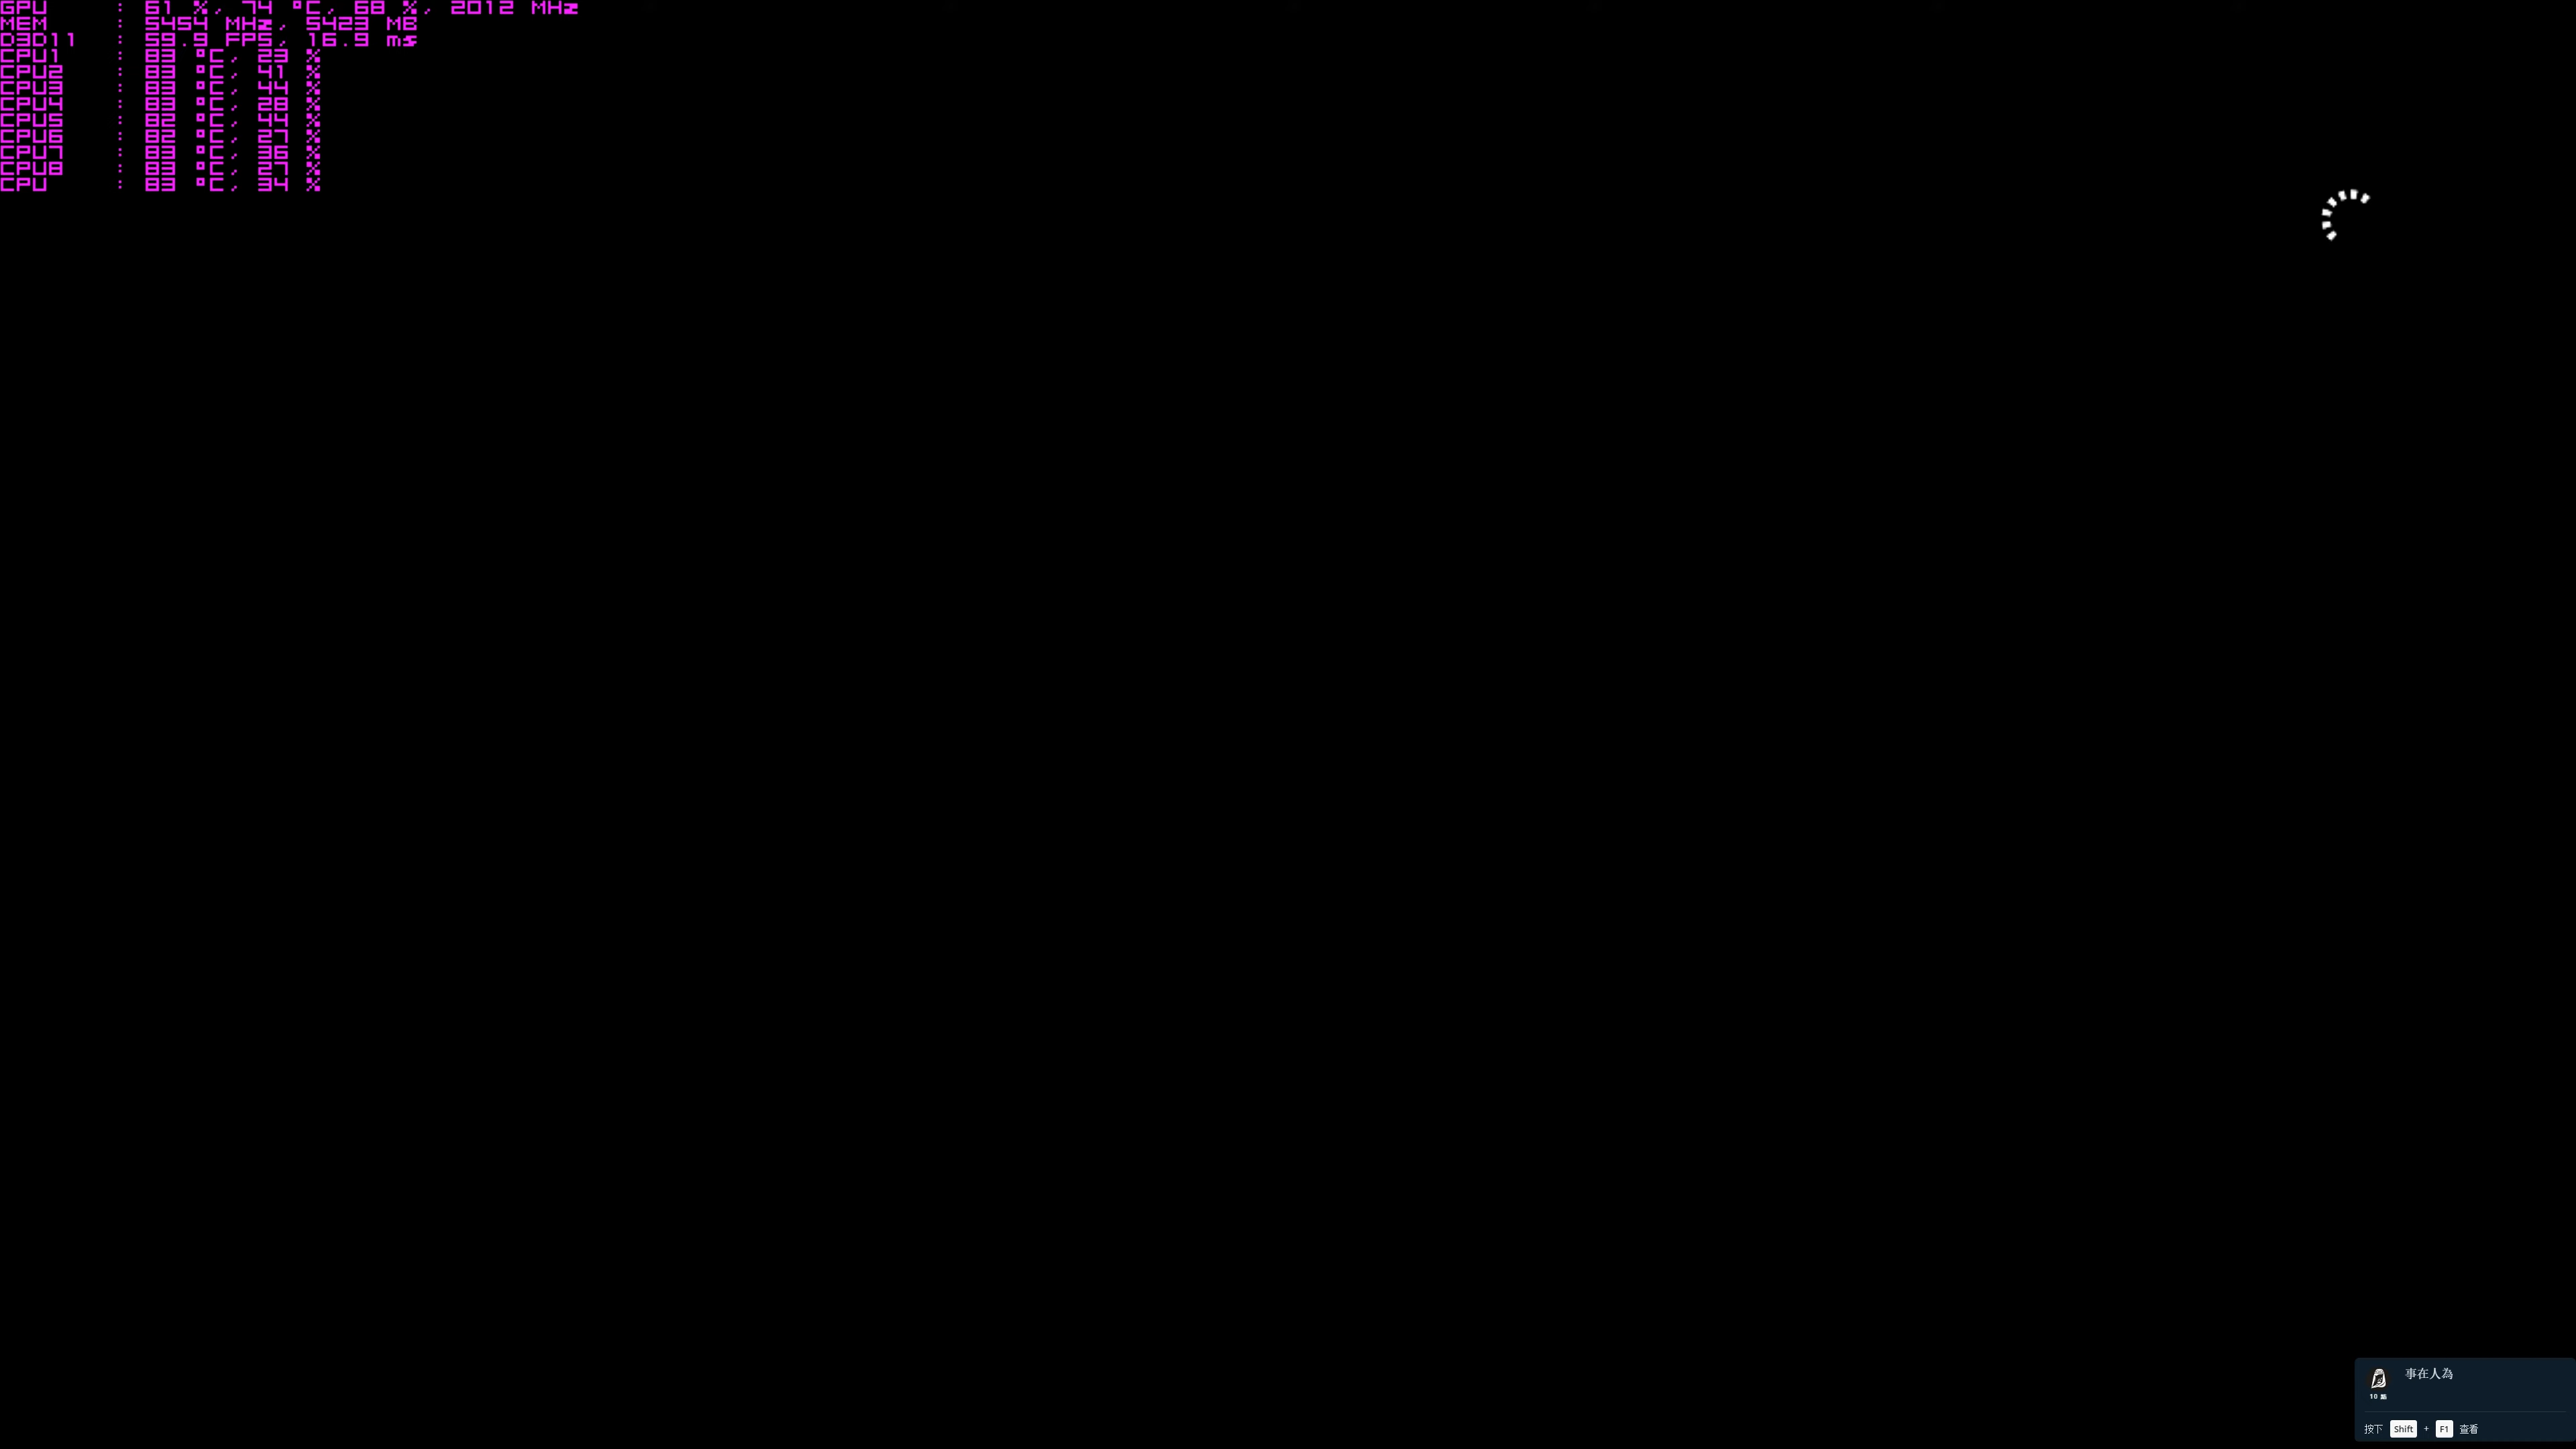 GPU : 61 %, 74 °C, 68 %, 2012 MHz
MEM : 5454 MHz, 5423 MB
D3D11 : 59.9 FPS, 16.9 ms
CPU1 : 83 °C, 23 %
CPU2 : 83 °C, 41 %
CPU3 : 83 °C, 44 %
CPU4 : 83 °C, 28 %
CPU5 : 82 °C, 44 %
CPU6 : 82 °C, 27 %
CPU7 : 83 °C, 36 %
CPU8 : 83 °C, 27 %
CPU : 83 °C, 34 %
事在人為
10 點
按下 Shift + F1 查看